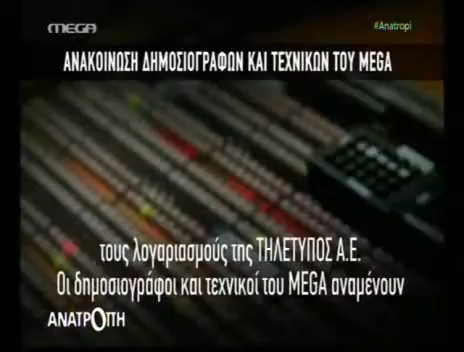 MEGA
#Anatropi
ΑΝΑΚΟΙΝΩΣΗ ΔΗΜΟΣΙΟΓΡΑΦΩΝ ΚΑΙ ΤΕΧΝΙΚΩΝ ΤΟΥ MEGA
τους λογαριασμούς της ΤΗΛΕΤΥΠΟΣ Α.Ε.
Οι δημοσιογράφοι και τεχνικοί του MEGA αναμένουν
ΑΝΑΤΡΟΠΗ